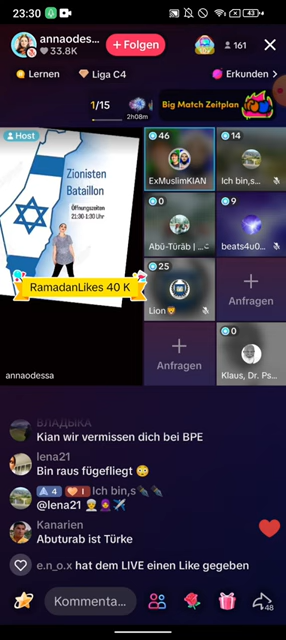 23:30
annaodes...
33.8K
+ Folgen
161
Lernen
Liga C4
Erkunden >
1/15
2h08m
Big Match Zeitplan
Host
Zionisten
Bataillon
Öffnungszeiten
21:30-1:30 Uhr
RamadanLikes 40 K
annaodessa
46
ExMuslimKIAN
14
Ich bin,s...
0
Abū-Tūrāb | ...
9
beats4u0...
25
Lion🦁
+
Anfragen
+
Anfragen
0
Klaus, Dr. Ps...
ВЛАДЫКА
Kian wir vermissen dich bei BPE
lena21
Bin raus fügefliegt 😳
4 1 Ich bin,s✒️✒️
@lena21 👳🧕✈️
Kanarien
Abuturab ist Türke
e.n_o.x hat dem LIVE einen Like gegeben
Kommenta...
48